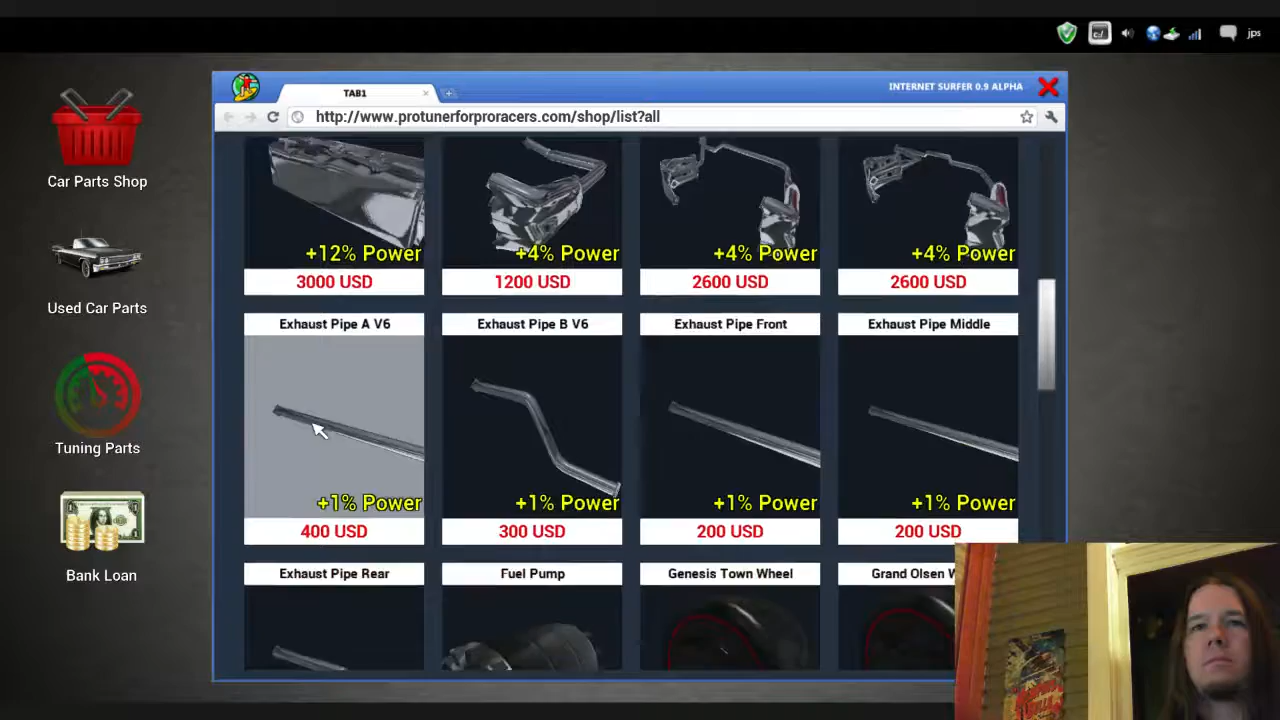 jps
TAB1
INTERNET SURFER 0.9 ALPHA
http://www.protunerforproracers.com/shop/list?all
Car Parts Shop
Used Car Parts
Tuning Parts
Bank Loan
+12% Power
+4% Power
+4% Power
+4% Power
3000 USD
1200 USD
2600 USD
2600 USD
Exhaust Pipe A V6
Exhaust Pipe B V6
Exhaust Pipe Front
Exhaust Pipe Middle
+1% Power
+1% Power
+1% Power
+1% Power
400 USD
300 USD
200 USD
200 USD
Exhaust Pipe Rear
Fuel Pump
Genesis Town Wheel
Grand Olsen